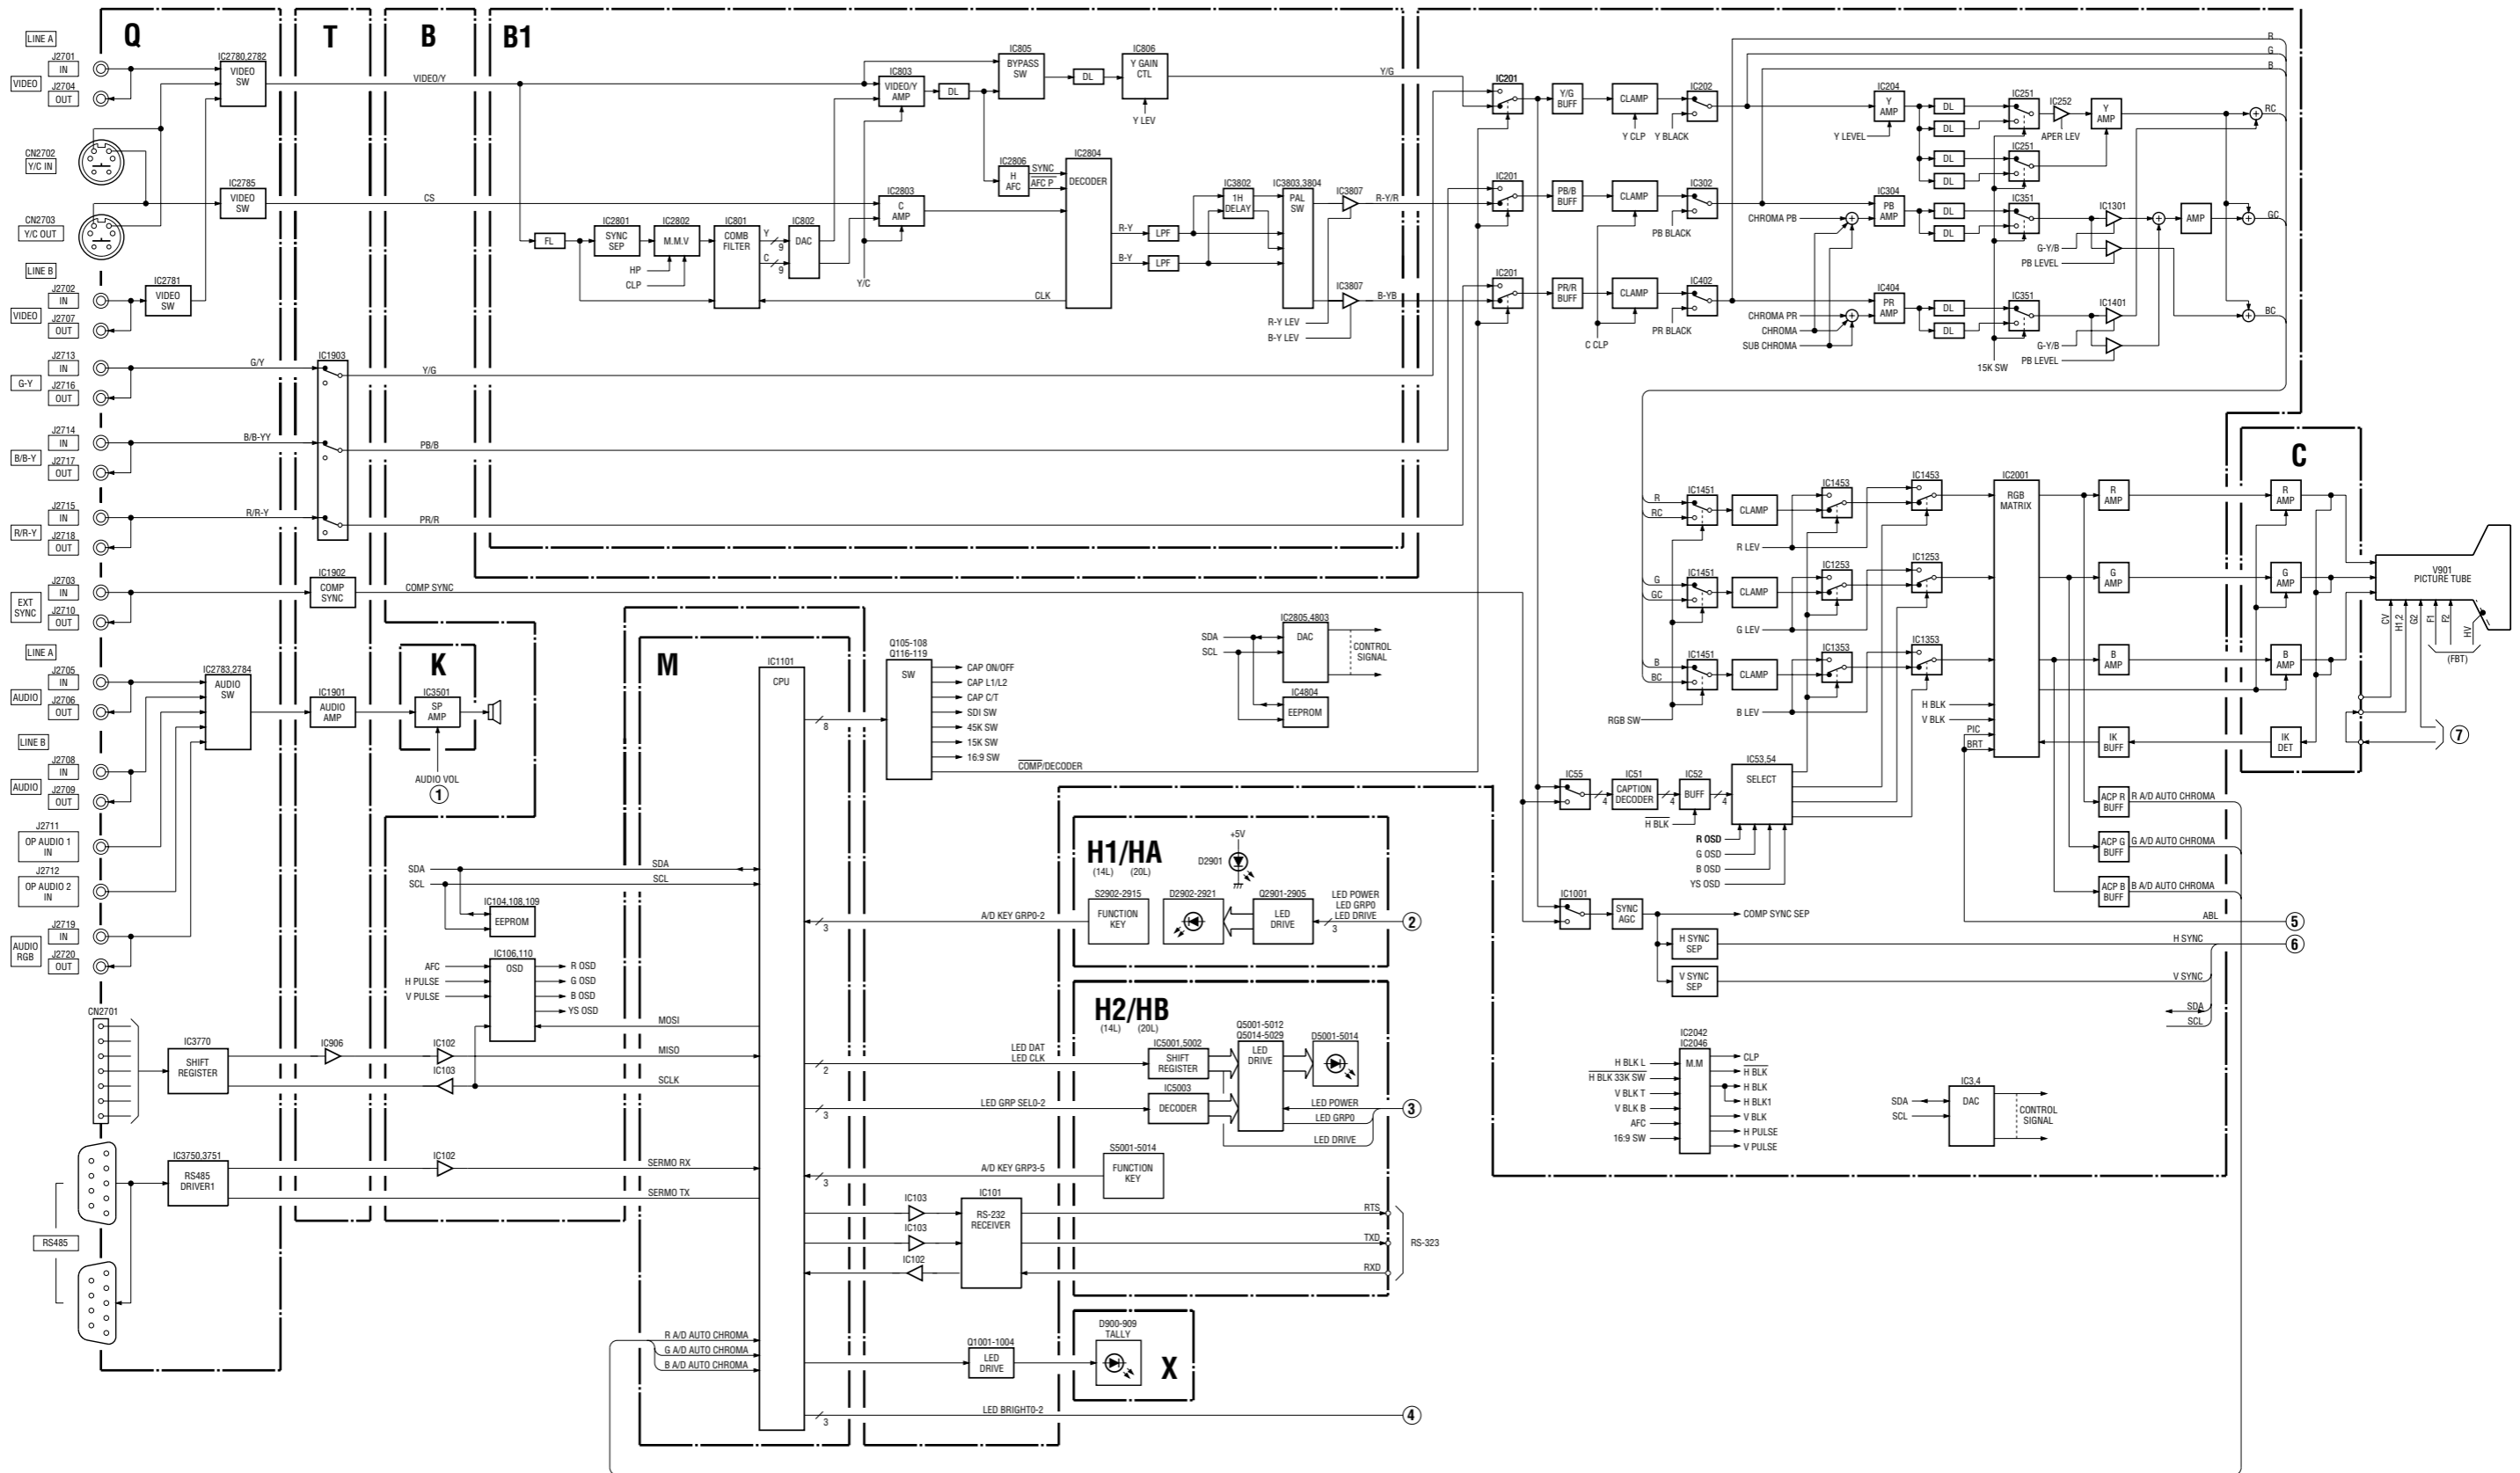 Q
T
B
B1
LINE A
J2701
IN
VIDEO
J2704
OUT
CN2702
Y/C IN
CN2703
Y/C OUT
LINE B
J2702
IN
VIDEO
J2707
OUT
J2713
IN
G-Y
J2716
OUT
J2714
IN
B/B-Y
J2717
OUT
J2715
IN
R/R-Y
J2718
OUT
J2703
IN
EXT
SYNC
J2710
OUT
LINE A
J2705
IN
AUDIO
J2706
OUT
LINE B
J2708
IN
AUDIO
J2709
OUT
J2711
OP AUDIO 1
IN
J2712
OP AUDIO 2
IN
J2719
IN
AUDIO
RGB
J2720
OUT
CN2701
RS485
IC2780,2782
VIDEO
SW
IC2785
VIDEO
SW
IC2781
VIDEO
SW
G/Y
B/B-YY
R/R-Y
IC2783,2784
AUDIO
SW
IC3770
SHIFT
REGISTER
IC3750,3751
RS485
DRIVER1
IC1903
IC1902
COMP
SYNC
IC1901
AUDIO
AMP
IC906
VIDEO/Y
CS
Y/G
PB/B
PR/R
COMP SYNC
K
IC3501
SP
AMP
AUDIO VOL
1
SDA
SCL
SDA
SCL
IC104,108,109
EEPROM
IC106,110
OSD
AFC
H PULSE
V PULSE
R OSD
G OSD
B OSD
YS OSD
MOSI
IC102
MISO
IC103
SCLK
IC102
SERMO RX
SERMO TX
FL
IC2801
SYNC
SEP
IC2802
M.M.V
HP
CLP
IC801
COMB
FILTER
Y
9
C
9
IC802
DAC
IC803
VIDEO/Y
AMP
DL
IC805
BYPASS
SW
DL
IC806
Y GAIN
CTL
Y LEV
IC2803
C
AMP
Y/C
IC2806
H
AFC
SYNC
AFC P
IC2804
DECODER
CLK
R-Y
LPF
B-Y
LPF
IC3802
1H
DELAY
IC3803,3804
PAL
SW
IC3807
R-Y/R
IC3807
B-YB
R-Y LEV
B-Y LEV
Y/G
IC201
Y/G
BUFF
CLAMP
Y CLP
IC202
Y BLACK
IC201
PB/B
BUFF
CLAMP
IC302
PB BLACK
IC201
PR/R
BUFF
CLAMP
C CLP
IC402
PR BLACK
R
G
B
IC204
Y
AMP
Y LEVEL
DL
DL
DL
DL
IC251
IC251
IC252
APER LEV
Y
AMP
RC
IC304
PB
AMP
CHROMA PB
DL
DL
IC351
IC1301
G-Y/B
PB LEVEL
AMP
GC
IC404
PR
AMP
CHROMA PR
CHROMA
SUB CHROMA
DL
DL
IC351
IC1401
G-Y/B
PB LEVEL
BC
15K SW
R
RC
IC1451
CLAMP
IC1453
IC1453
R LEV
G
GC
IC1451
CLAMP
IC1253
IC1253
G LEV
B
BC
IC1451
CLAMP
IC1353
IC1353
B LEV
RGB SW
IC2001
RGB
MATRIX
H BLK
V BLK
PIC
BRT
R
AMP
G
AMP
B
AMP
IK
BUFF
C
R
AMP
G
AMP
B
AMP
IK
DET
V901
PICTURE TUBE
CV
H1,2
G2
F1
F2
HV
(FBT)
7
ACP R
BUFF
R A/D AUTO CHROMA
ACP G
BUFF
G A/D AUTO CHROMA
ACP B
BUFF
B A/D AUTO CHROMA
ABL
5
IC55
4
IC51
CAPTION
DECODER
4
IC52
BUFF
H BLK
4
IC53,54
SELECT
R OSD
G OSD
B OSD
YS OSD
IC1001
SYNC
AGC
COMP SYNC SEP
H SYNC
SEP
H SYNC
6
V SYNC
SEP
V SYNC
SDA
SCL
IC2042
IC2046
M.M
H BLK L
H BLK 33K SW
V BLK T
V BLK B
AFC
16:9 SW
CLP
H BLK
H BLK
H BLK1
V BLK
H PULSE
V PULSE
IC3,4
DAC
SDA
SCL
CONTROL
SIGNAL
M
IC1101
CPU
8
Q105-108
Q116-119
SW
CAP ON/OFF
CAP L1/L2
CAP C/T
SDI SW
45K SW
15K SW
16:9 SW
COMP/DECODER
IC2805,4803
DAC
SDA
SCL
CONTROL
SIGNAL
IC4804
EEPROM
H1/HA
(14L) (20L)
+5V
D2901
S2902-2915
FUNCTION
KEY
D2902-2921
Q2901-2905
LED
DRIVE
LED POWER
LED GRP0
LED DRIVE
3
2
A/D KEY GRP0-2
3
H2/HB
(14L) (20L)
LED DAT
LED CLK
2
IC5001,5002
SHIFT
REGISTER
Q5001-5012
Q5014-5029
LED
DRIVE
D5001-5014
LED GRP SEL0-2
3
IC5003
DECODER
LED POWER
LED GRP0
LED DRIVE
3
A/D KEY GRP3-5
3
S5001-5014
FUNCTION
KEY
IC103
IC103
IC102
IC101
RS-232
RECEIVER
RTS
TXD
RXD
RS-323
R A/D AUTO CHROMA
G A/D AUTO CHROMA
B A/D AUTO CHROMA
Q1001-1004
LED
DRIVE
D900-909
TALLY
X
LED BRIGHT0-2
3
4